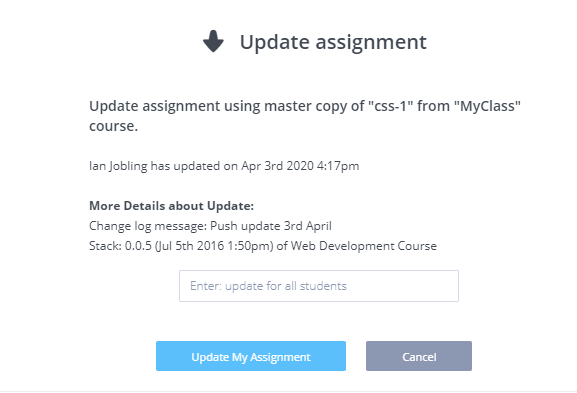 Update assignment
Update assignment using master copy of "css-1" from "MyClass"
course.
Ian Jobling has updated on Apr 3rd 2020 4:17pm
More Details about Update:
Change log message: Push update 3rd April
Stack: 0.0.5 (Jul 5th 2016 1:50pm) of Web Development Course
Enter: update for all students
Update My Assignment
Cancel